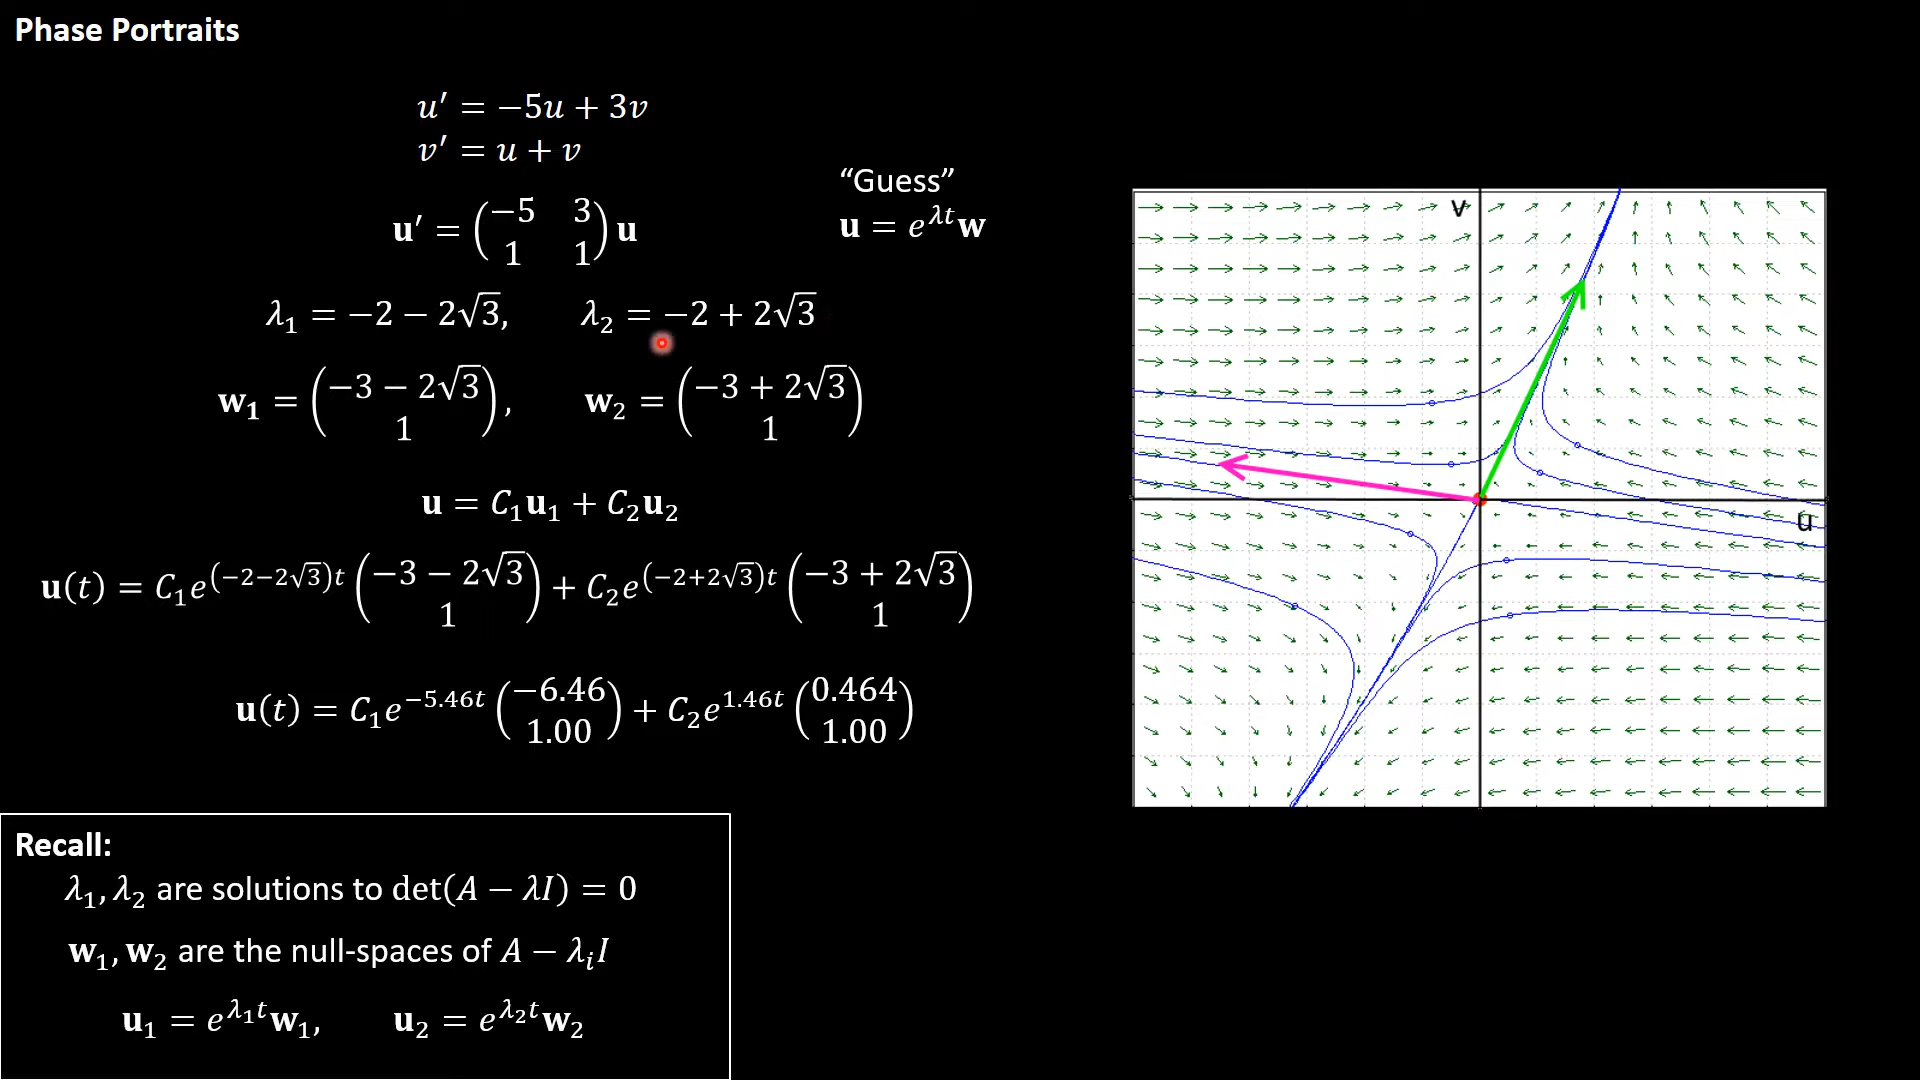 Phase Portraits
u′ = −5u + 3v
v′ = u + v
“Guess”
𝐮 = e^{λt}𝐰
𝐮′ = (−5 3; 1 1) 𝐮
λ₁ = −2 − 2√3, λ₂ = −2 + 2√3
𝐰₁ = (−3 − 2√3; 1), 𝐰₂ = (−3 + 2√3; 1)
𝐮 = C₁𝐮₁ + C₂𝐮₂
𝐮(t) = C₁e^{(−2−2√3)t} (−3 − 2√3; 1) + C₂e^{(−2+2√3)t} (−3 + 2√3; 1)
𝐮(t) = C₁e^{−5.46t} (−6.46; 1.00) + C₂e^{1.46t} (0.464; 1.00)
Recall:
λ₁, λ₂ are solutions to det(A − λI) = 0
𝐰₁, 𝐰₂ are the null-spaces of A − λᵢI
𝐮₁ = e^{λ₁t}𝐰₁, 𝐮₂ = e^{λ₂t}𝐰₂
v
u